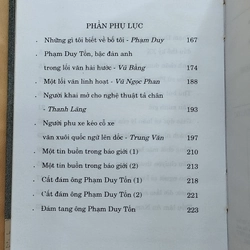 PHẦN PHỤ LỤC
. Những gì tôi biết về bố tôi - Phạm Duy 167
. Phạm Duy Tốn, bậc đàn anh
trong lối văn hài hước - Vũ Bằng 174
. Một lối văn linh hoạt - Vũ Ngọc Phan 188
. Người khai mở cho nghệ thuật tả chân
- Thanh Lãng 193
. Người phu xe kéo cỗ xe
văn xuôi quốc ngữ lên dốc - Trung Văn 197
. Một tin buồn trong báo giới (1) 210
. Một tin buồn trong báo giới (2) 213
. Cất đám ông Phạm Duy Tốn (1) 218
. Cất đám ông Phạm Duy Tốn (2) 221
. Đám tang ông Phạm Duy Tốn 223